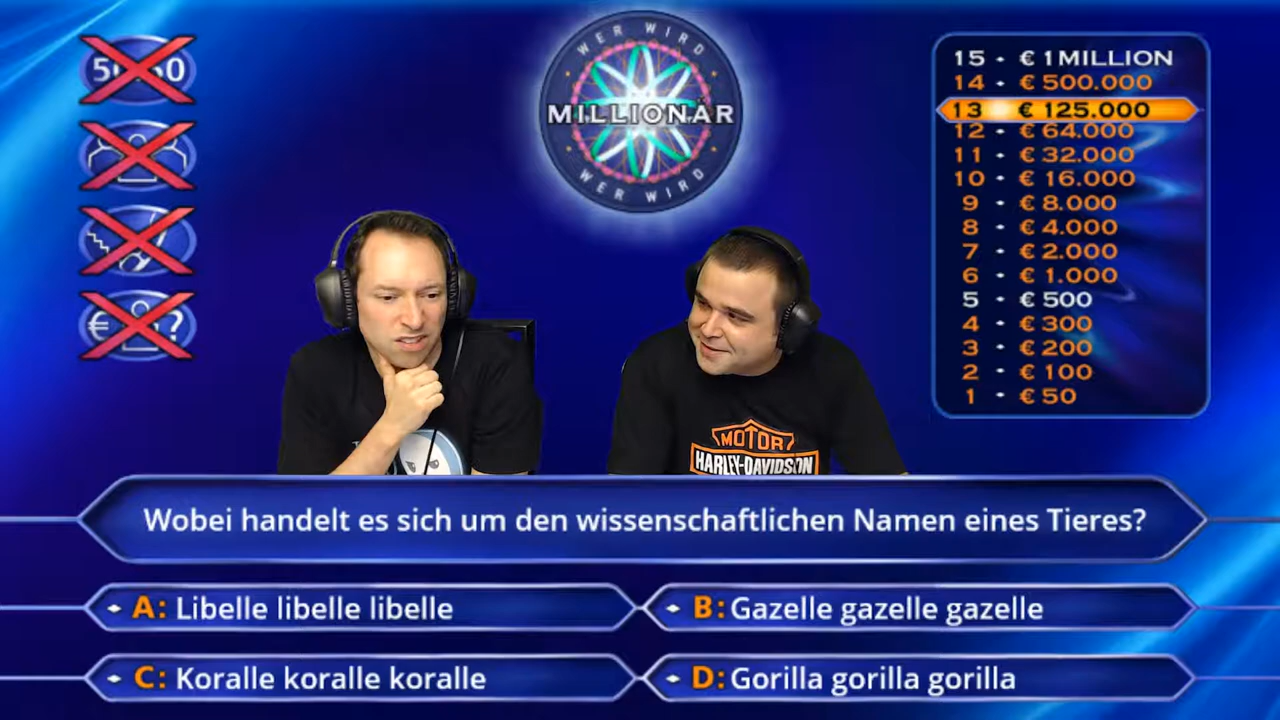 50:50
WER WIRD
MILLIONÄR
WER WIRD
15 · € 1 MILLION
14 · € 500.000
13 € 125.000
12 · € 64.000
11 · € 32.000
10 · € 16.000
9 · € 8.000
8 · € 4.000
7 · € 2.000
6 · € 1.000
5 · € 500
4 · € 300
3 · € 200
2 · € 100
1 · € 50
€ ?
MOTOR
HARLEY-DAVIDSON
Wobei handelt es sich um den wissenschaftlichen Namen eines Tieres?
A: Libelle libelle libelle
B: Gazelle gazelle gazelle
C: Koralle koralle koralle
D: Gorilla gorilla gorilla